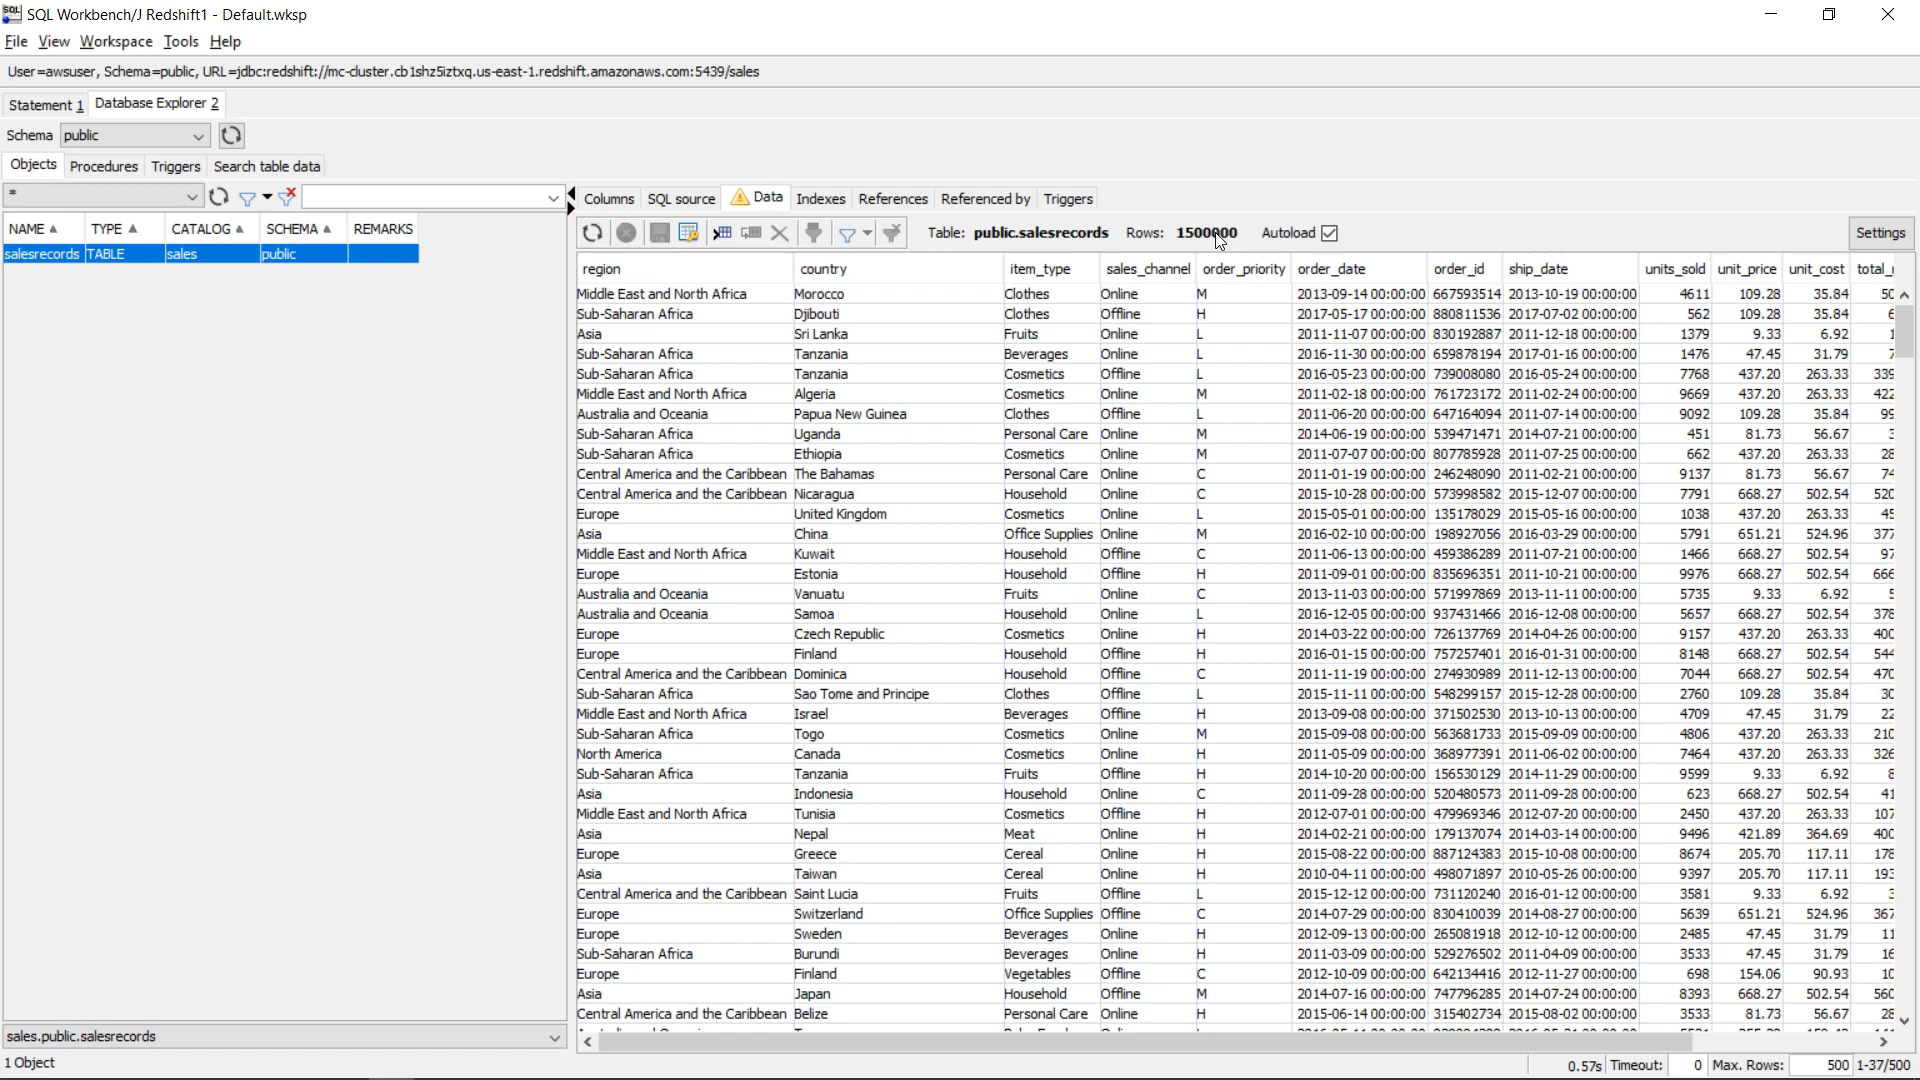 SQL Workbench/J Redshift1 - Default.wksp
File View Workspace Tools Help
User=awsuser, Schema=public, URL=jdbc:redshift://mc-cluster.cb1shz5iztxq.us-east-1.redshift.amazonaws.com:5439/sales
Statement 1 Database Explorer 2
Schema public
Objects Procedures Triggers Search table data
*
NAME TYPE CATALOG SCHEMA REMARKS
salesrecords TABLE sales public
sales.public.salesrecords
1 Object
Columns SQL source Data Indexes References Referenced by Triggers
Table: public.salesrecords Rows: 1500000 Autoload Settings
region country item_type sales_channel order_priority order_date order_id ship_date units_sold unit_price unit_cost
Middle East and North Africa Morocco Clothes Online M 2013-09-14 00:00:00 667593514 2013-10-19 00:00:00 4611 109.28 35.84
Sub-Saharan Africa Djibouti Clothes Offline H 2017-05-17 00:00:00 880811536 2017-07-02 00:00:00 562 109.28 35.84
Asia Sri Lanka Fruits Online L 2011-11-07 00:00:00 830192887 2011-12-18 00:00:00 1379 9.33 6.92
Sub-Saharan Africa Tanzania Beverages Online L 2016-11-30 00:00:00 659878194 2017-01-16 00:00:00 1476 47.45 31.79
Sub-Saharan Africa Tanzania Cosmetics Offline L 2016-05-23 00:00:00 739008080 2016-05-24 00:00:00 7768 437.20 263.33
Middle East and North Africa Algeria Cosmetics Online M 2011-02-18 00:00:00 761723172 2011-02-24 00:00:00 9669 437.20 263.33
Australia and Oceania Papua New Guinea Clothes Offline L 2011-06-20 00:00:00 647164094 2011-07-14 00:00:00 9092 109.28 35.84
Sub-Saharan Africa Uganda Personal Care Online M 2014-06-19 00:00:00 539471471 2014-07-21 00:00:00 451 81.73 56.67
Sub-Saharan Africa Ethiopia Cosmetics Online M 2011-07-07 00:00:00 807785928 2011-07-25 00:00:00 662 437.20 263.33
Central America and the Caribbean The Bahamas Personal Care Online C 2011-01-19 00:00:00 246248090 2011-02-21 00:00:00 9137 81.73 56.67
Central America and the Caribbean Nicaragua Household Online C 2015-10-28 00:00:00 573998582 2015-12-07 00:00:00 7791 668.27 502.54
Europe United Kingdom Cosmetics Online L 2015-05-01 00:00:00 135178029 2015-05-16 00:00:00 1038 437.20 263.33
Asia China Office Supplies Online M 2016-02-10 00:00:00 198927056 2016-03-29 00:00:00 5791 651.21 524.96
Middle East and North Africa Kuwait Household Offline C 2011-06-13 00:00:00 459386289 2011-07-21 00:00:00 1466 668.27 502.54
Europe Estonia Household Offline H 2011-09-01 00:00:00 835696351 2011-10-21 00:00:00 9976 668.27 502.54
Australia and Oceania Vanuatu Fruits Online C 2013-11-03 00:00:00 571997869 2013-11-11 00:00:00 5735 9.33 6.92
Australia and Oceania Samoa Household Online L 2016-12-05 00:00:00 937431466 2016-12-08 00:00:00 5657 668.27 502.54
Europe Czech Republic Cosmetics Online H 2014-03-22 00:00:00 726137769 2014-04-26 00:00:00 9157 437.20 263.33
Europe Finland Household Offline H 2016-01-15 00:00:00 757257401 2016-01-31 00:00:00 8148 668.27 502.54
Central America and the Caribbean Dominica Household Offline C 2011-11-19 00:00:00 274930989 2011-12-13 00:00:00 7044 668.27 502.54
Sub-Saharan Africa Sao Tome and Principe Clothes Offline L 2015-11-11 00:00:00 548299157 2015-12-28 00:00:00 2760 109.28 35.84
Middle East and North Africa Israel Beverages Offline H 2013-09-08 00:00:00 371502530 2013-10-13 00:00:00 4709 47.45 31.79
Sub-Saharan Africa Togo Cosmetics Online M 2015-09-08 00:00:00 563681733 2015-09-09 00:00:00 4806 437.20 263.33
North America Canada Cosmetics Online H 2011-05-09 00:00:00 368977391 2011-06-02 00:00:00 7464 437.20 263.33
Sub-Saharan Africa Tanzania Fruits Offline H 2014-10-20 00:00:00 156530129 2014-11-29 00:00:00 9599 9.33 6.92
Asia Indonesia Household Online C 2011-09-28 00:00:00 520480573 2011-09-28 00:00:00 623 668.27 502.54
Middle East and North Africa Tunisia Cosmetics Offline H 2012-07-01 00:00:00 479969346 2012-07-20 00:00:00 2450 437.20 263.33
Asia Nepal Meat Online H 2014-02-21 00:00:00 179137074 2014-03-14 00:00:00 9496 421.89 364.69
Europe Greece Cereal Online H 2015-08-22 00:00:00 887124383 2015-10-08 00:00:00 8674 205.70 117.11
Asia Taiwan Cereal Online H 2010-04-11 00:00:00 498071897 2010-05-26 00:00:00 9397 205.70 117.11
Central America and the Caribbean Saint Lucia Fruits Offline L 2015-12-12 00:00:00 731120240 2016-01-12 00:00:00 3581 9.33 6.92
Europe Switzerland Office Supplies Offline C 2014-07-29 00:00:00 830410039 2014-08-27 00:00:00 5639 651.21 524.96
Europe Sweden Beverages Online H 2012-09-13 00:00:00 265081918 2012-10-12 00:00:00 2485 47.45 31.79
Sub-Saharan Africa Burundi Beverages Online H 2011-03-09 00:00:00 529276502 2011-04-09 00:00:00 3533 47.45 31.79
Europe Finland Vegetables Offline C 2012-10-09 00:00:00 642134416 2012-11-27 00:00:00 698 154.06 90.93
Asia Japan Household Offline M 2014-07-16 00:00:00 747796285 2014-07-24 00:00:00 8393 668.27 502.54
Central America and the Caribbean Belize Personal Care Online H 2015-06-14 00:00:00 315402734 2015-08-02 00:00:00 3533 81.73 56.67
0.57s Timeout: 0 Max. Rows: 500 1-37/500